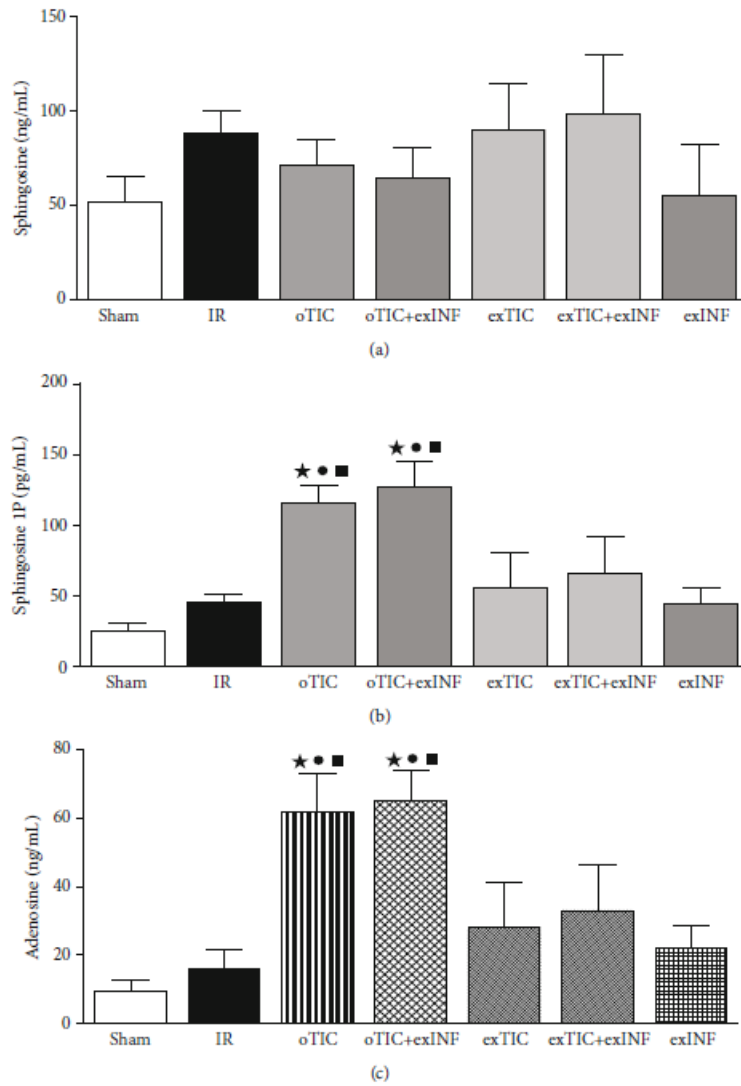 150
100
50
0
Sphingosine (ng/mL)
Sham IR oTIC oTIC+exINF exTIC exTIC+exINF exINF
(a)
200
150
100
50
0
Sphingosine 1P (pg/mL)
★ ● ■ ★ ● ■
Sham IR oTIC oTIC+exINF exTIC exTIC+exINF exINF
(b)
80
60
40
20
0
Adenosine (ng/mL)
★ ● ■ ★ ● ■
Sham IR oTIC oTIC+exINF exTIC exTIC+exINF exINF
(c)